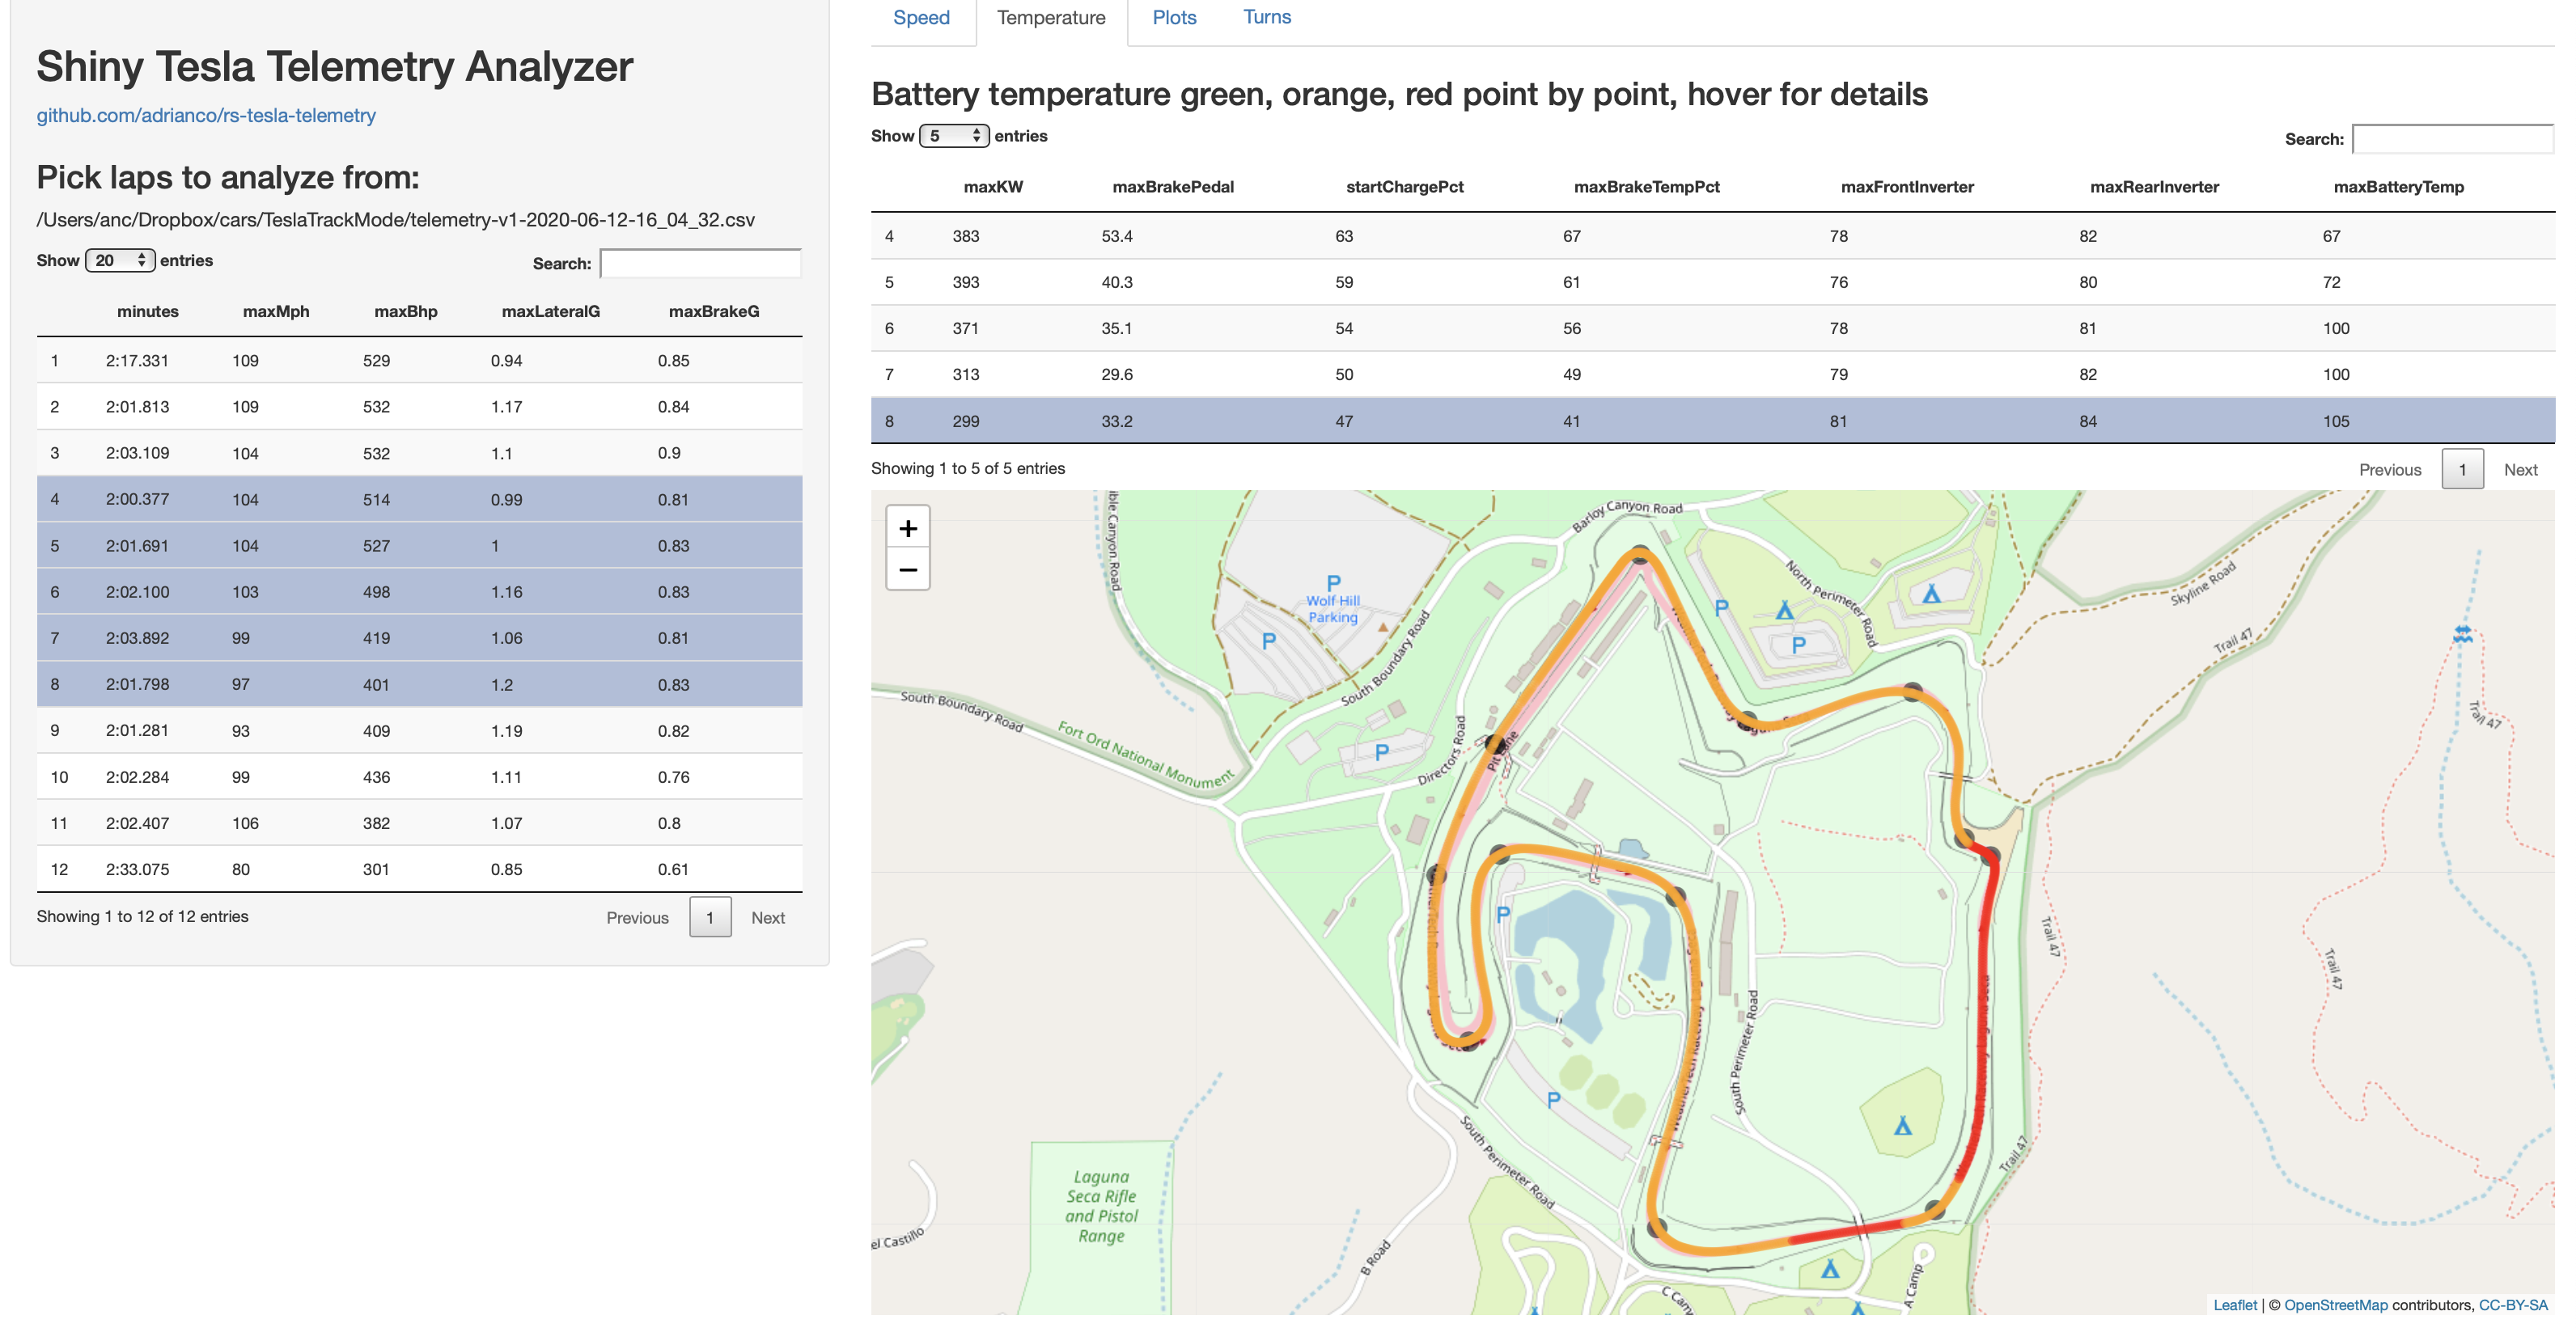 Shiny Tesla Telemetry Analyzer
github.com/adrianco/rs-tesla-telemetry
Pick laps to analyze from:
/Users/anc/Dropbox/cars/TeslaTrackMode/telemetry-v1-2020-06-12-16_04_32.csv
Show 20 entries
Search:
minutes maxMph maxBhp maxLateralG maxBrakeG
1 2:17.331 109 529 0.94 0.85
2 2:01.813 109 532 1.17 0.84
3 2:03.109 104 532 1.1 0.9
4 2:00.377 104 514 0.99 0.81
5 2:01.691 104 527 1 0.83
6 2:02.100 103 498 1.16 0.83
7 2:03.892 99 419 1.06 0.81
8 2:01.798 97 401 1.2 0.83
9 2:01.281 93 409 1.19 0.82
10 2:02.284 99 436 1.11 0.76
11 2:02.407 106 382 1.07 0.8
12 2:33.075 80 301 0.85 0.61
Showing 1 to 12 of 12 entries
Previous 1 Next
Speed Temperature Plots Turns
Battery temperature green, orange, red point by point, hover for details
Show 5 entries
Search:
maxKW maxBrakePedal startChargePct maxBrakeTempPct maxFrontInverter maxRearInverter maxBatteryTemp
4 383 53.4 63 67 78 82 67
5 393 40.3 59 61 76 80 72
6 371 35.1 54 56 78 81 100
7 313 29.6 50 49 79 82 100
8 299 33.2 47 41 81 84 105
Showing 1 to 5 of 5 entries
Previous 1 Next
+
−
ible Canyon Road
Barloy Canyon Road
P
Wolf Hill
Parking
P
South Boundary Road
North Perimeter Road
P
P
Skyline Road
Trail 47
Trail 47
South Boundary Road
Fort Ord National Monument
P
Directors Road
P
Trail 47
Trail 47
South Perimeter Road
P
South Perimeter Road
Trail 47
Laguna
Seca Rifle
and Pistol
Range
el Castillo
B Road
A Camp
Leaflet | © OpenStreetMap contributors, CC-BY-SA